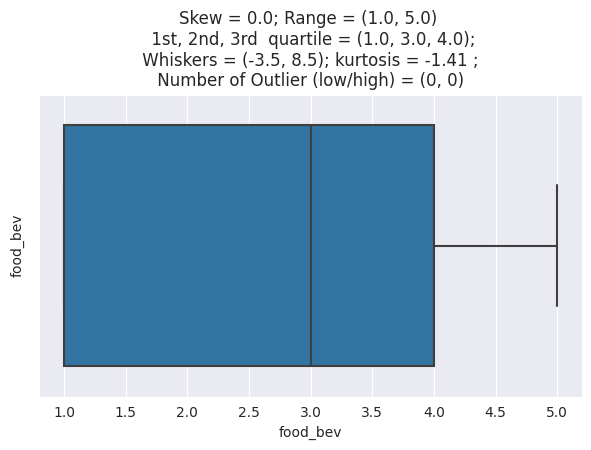 Skew = 0.0; Range = (1.0, 5.0)
1st, 2nd, 3rd  quartile = (1.0, 3.0, 4.0);
Whiskers = (-3.5, 8.5); kurtosis = -1.41 ;
Number of Outlier (low/high) = (0, 0)
food_bev
1.0 1.5 2.0 2.5 3.0 3.5 4.0 4.5 5.0
food_bev